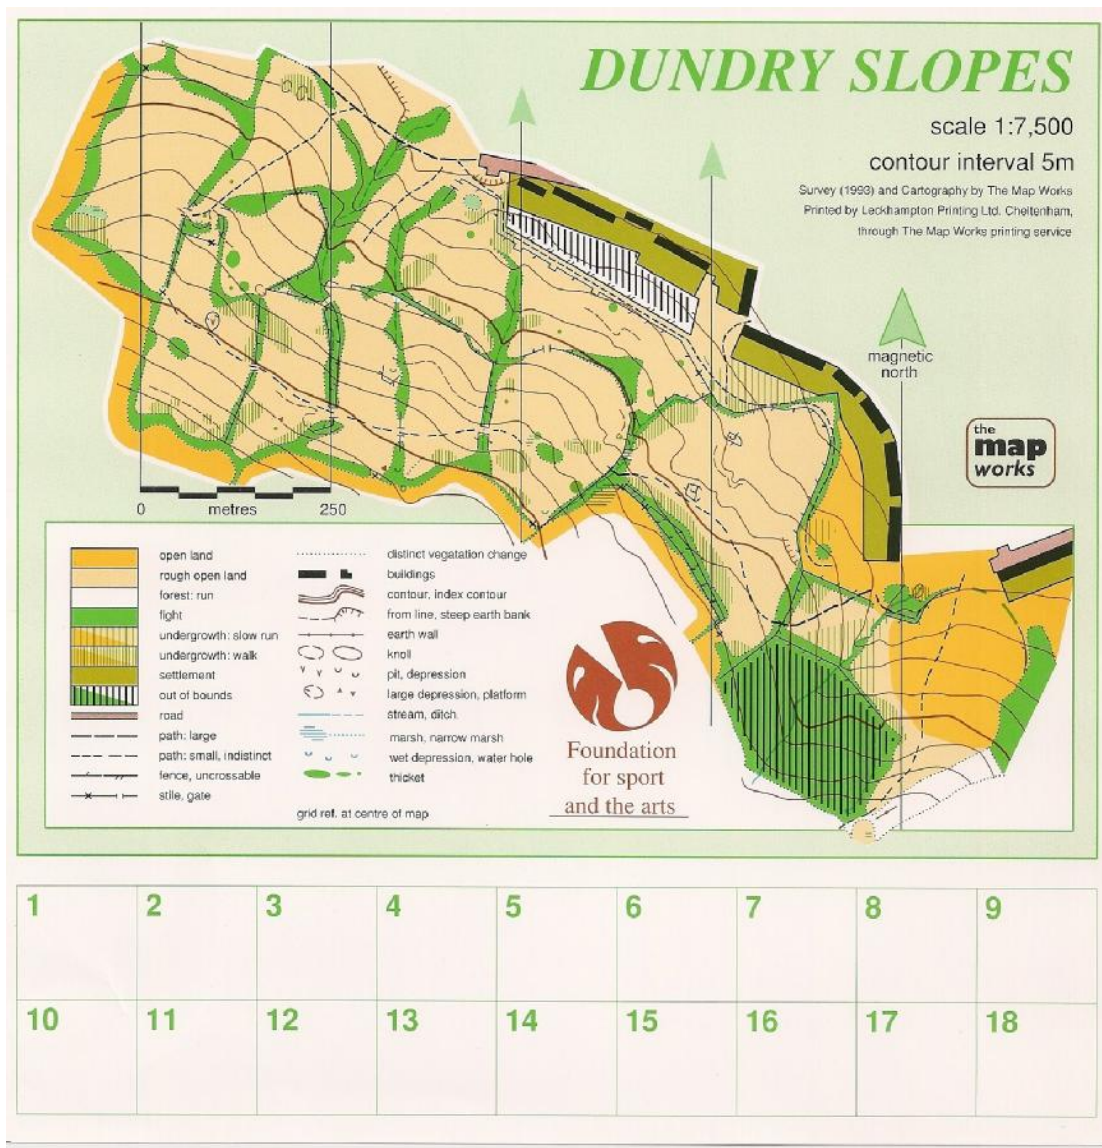 DUNDRY SLOPES
scale 1:7,500
contour interval 5m
Survey (1993) and Cartography by The Map Works
Printed by Leckhampton Printing Ltd. Cheltenham,
through The Map Works printing service
magnetic
north
the
map
works
0 metres 250
open land
rough open land
forest: run
fight
undergrowth: slow run
undergrowth: walk
settlement
out of bounds
road
path: large
path: small, indistinct
fence, uncrossable
stile, gate
distinct vegatation change
buildings
contour, index contour
from line, steep earth bank
earth wall
knoll
pit, depression
large depression, platform
stream, ditch
marsh, narrow marsh
wet depression, water hole
thicket
grid ref. at centre of map
Foundation
for sport
and the arts
1 2 3 4 5 6 7 8 9
10 11 12 13 14 15 16 17 18